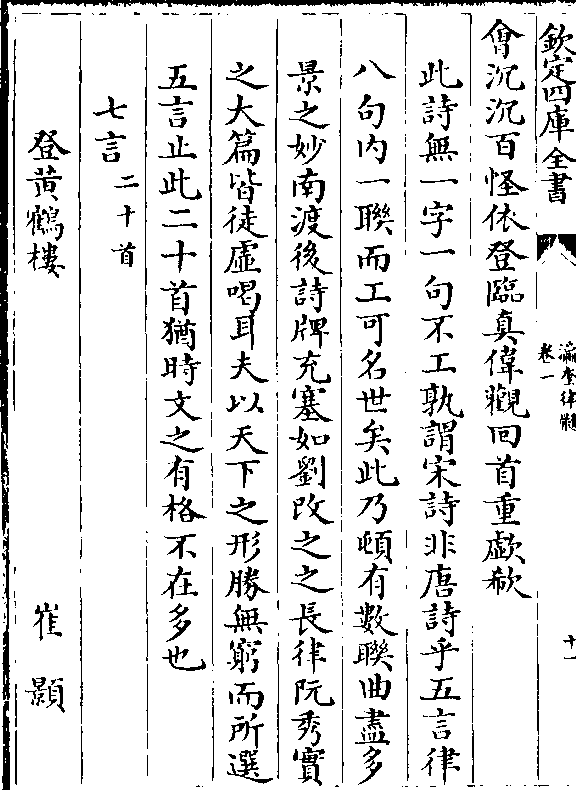 欽定四庫全書
瀛奎律髓
卷一
十一
會沉沉百怪依登臨真偉觀回首重歔欷
此詩無一字一句不工孰謂宋詩非唐詩乎五言律
八句内一聯而工可名世矣此乃頓有數聯曲盡多
景之妙南渡後詩牌充塞如劉改之之長律阮秀實
之大篇皆徒虛喝耳夫以天下之形勝無窮而所選
五言止此二十首猶時文之有格不在多也
七言二十首
登黄鶴樓 崔顥